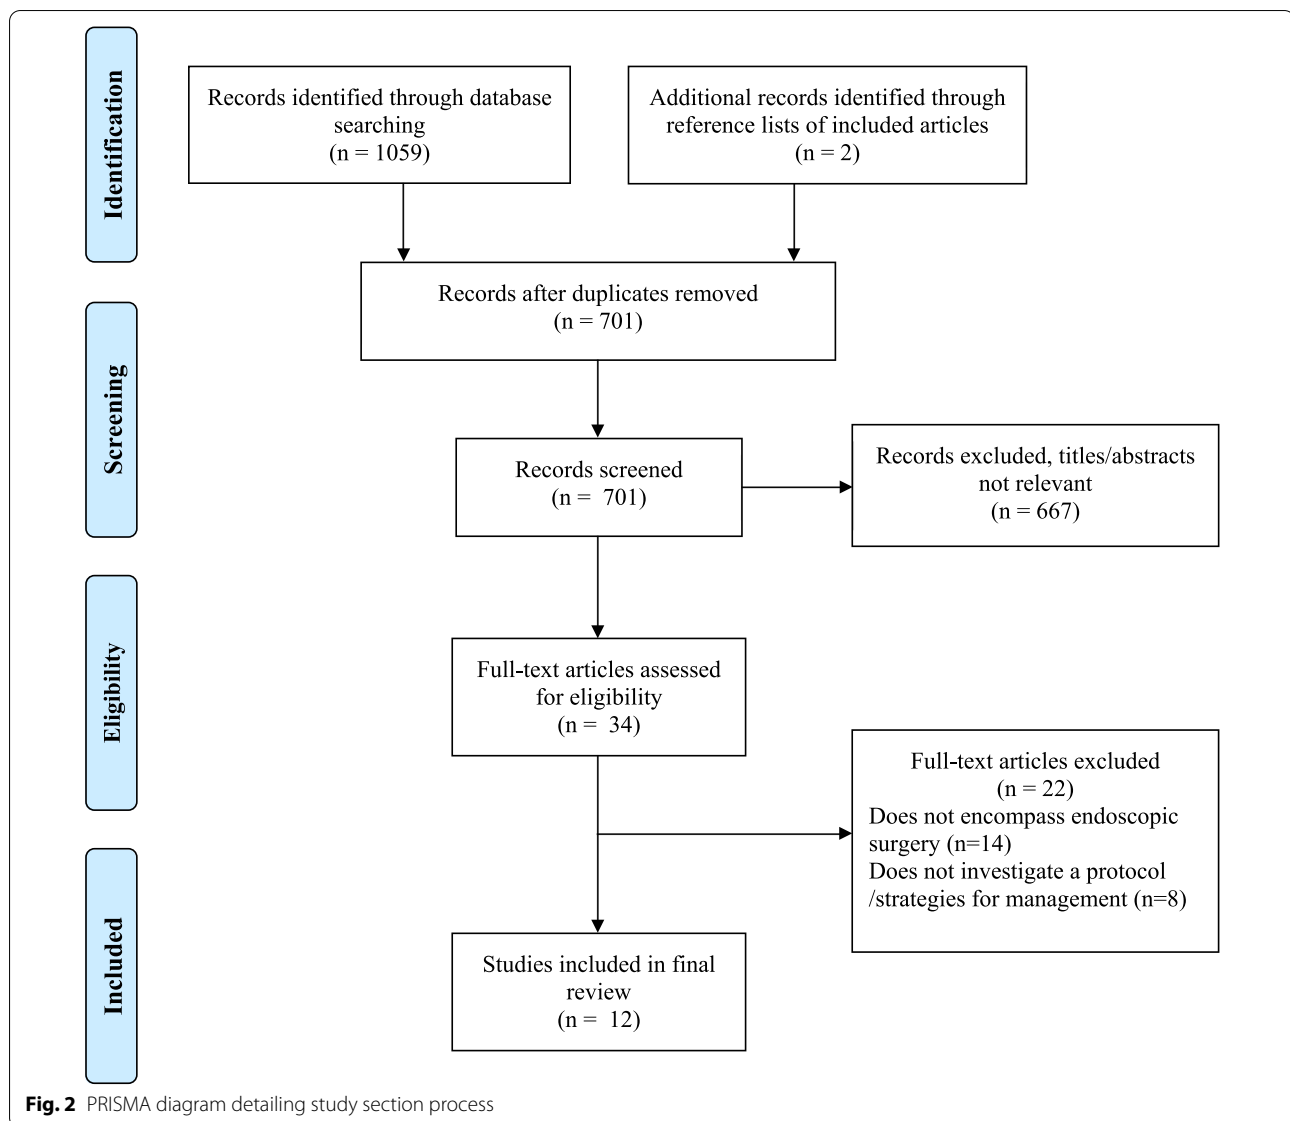 Identification
Records identified through database
searching
(n = 1059)
Additional records identified through
reference lists of included articles
(n = 2)
Records after duplicates removed
(n = 701)
Screening
Records screened
(n = 701)
Records excluded, titles/abstracts
not relevant
(n = 667)
Eligibility
Full-text articles assessed
for eligibility
(n = 34)
Full-text articles excluded
(n = 22)
Does not encompass endoscopic
surgery (n=14)
Does not investigate a protocol
/strategies for management (n=8)
Included
Studies included in final
review
(n = 12)
Fig. 2 PRISMA diagram detailing study section process